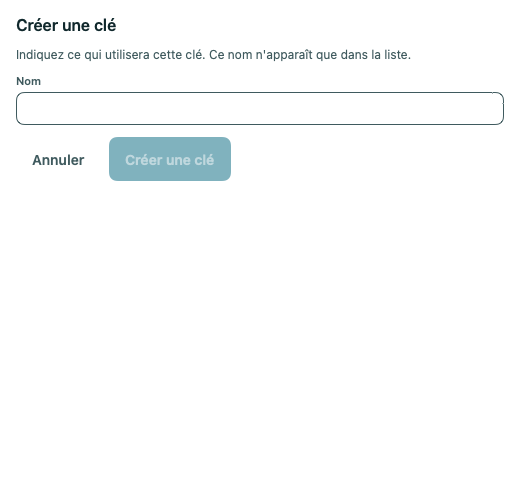 Créer une clé
Indiquez ce qui utilisera cette clé. Ce nom n'apparaît que dans la liste.
Nom
Annuler
Créer une clé